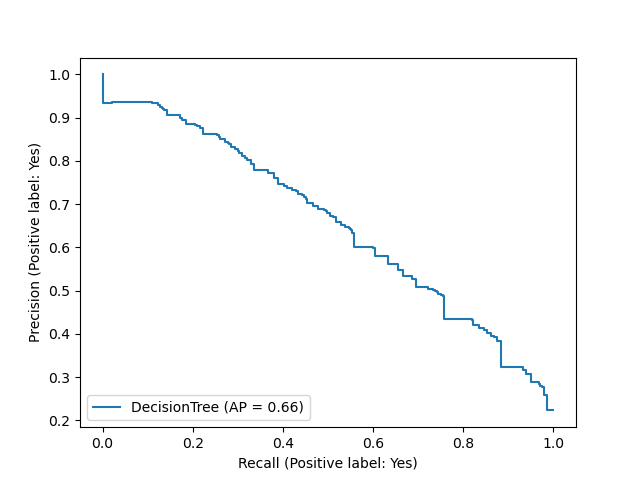 1.0
0.9
0.8
0.7
0.6
0.5
0.4
0.3
0.2
Precision (Positive label: Yes)
DecisionTree (AP = 0.66)
0.0 0.2 0.4 0.6 0.8 1.0
Recall (Positive label: Yes)